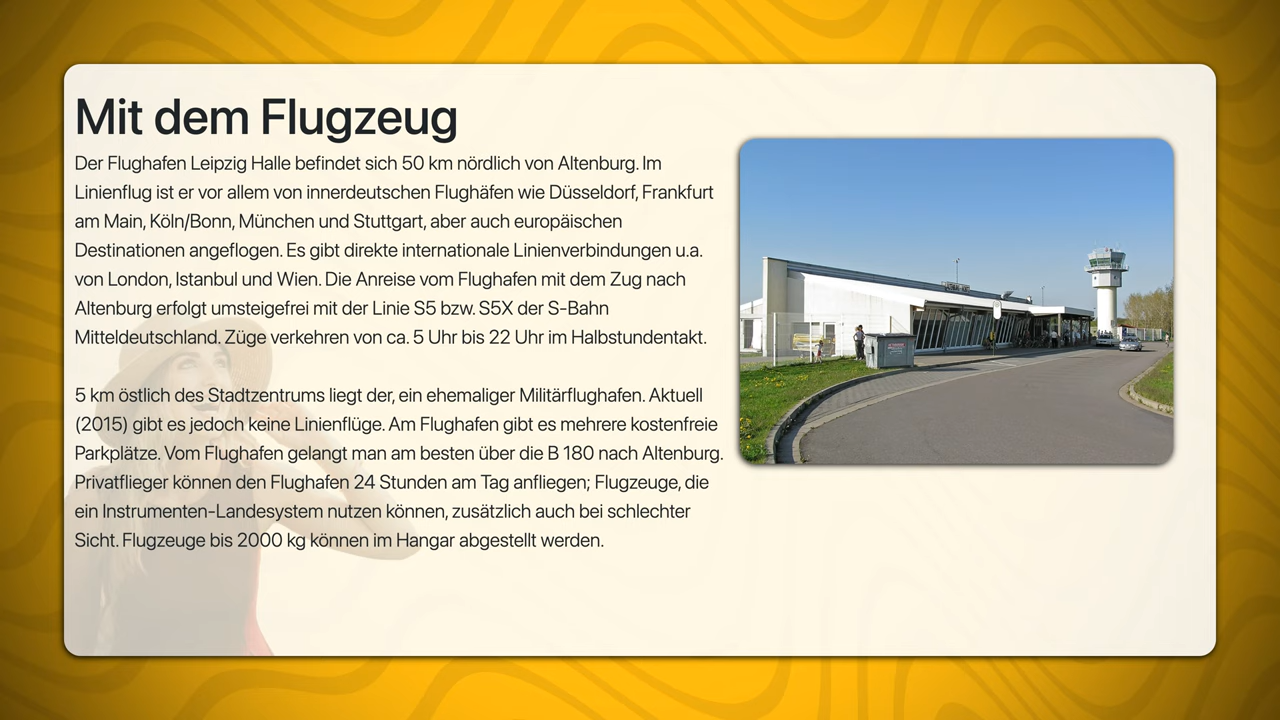 Mit dem Flugzeug
Der Flughafen Leipzig Halle befindet sich 50 km nördlich von Altenburg. Im
Linienflug ist er vor allem von innerdeutschen Flughäfen wie Düsseldorf, Frankfurt
am Main, Köln/Bonn, München und Stuttgart, aber auch europäischen
Destinationen angeflogen. Es gibt direkte internationale Linienverbindungen u.a.
von London, Istanbul und Wien. Die Anreise vom Flughafen mit dem Zug nach
Altenburg erfolgt umsteigefrei mit der Linie S5 bzw. S5X der S-Bahn
Mitteldeutschland. Züge verkehren von ca. 5 Uhr bis 22 Uhr im Halbstundentakt.
5 km östlich des Stadtzentrums liegt der, ein ehemaliger Militärflughafen. Aktuell
(2015) gibt es jedoch keine Linienflüge. Am Flughafen gibt es mehrere kostenfreie
Parkplätze. Vom Flughafen gelangt man am besten über die B 180 nach Altenburg.
Privatflieger können den Flughafen 24 Stunden am Tag anfliegen; Flugzeuge, die
ein Instrumenten-Landesystem nutzen können, zusätzlich auch bei schlechter
Sicht. Flugzeuge bis 2000 kg können im Hangar abgestellt werden.